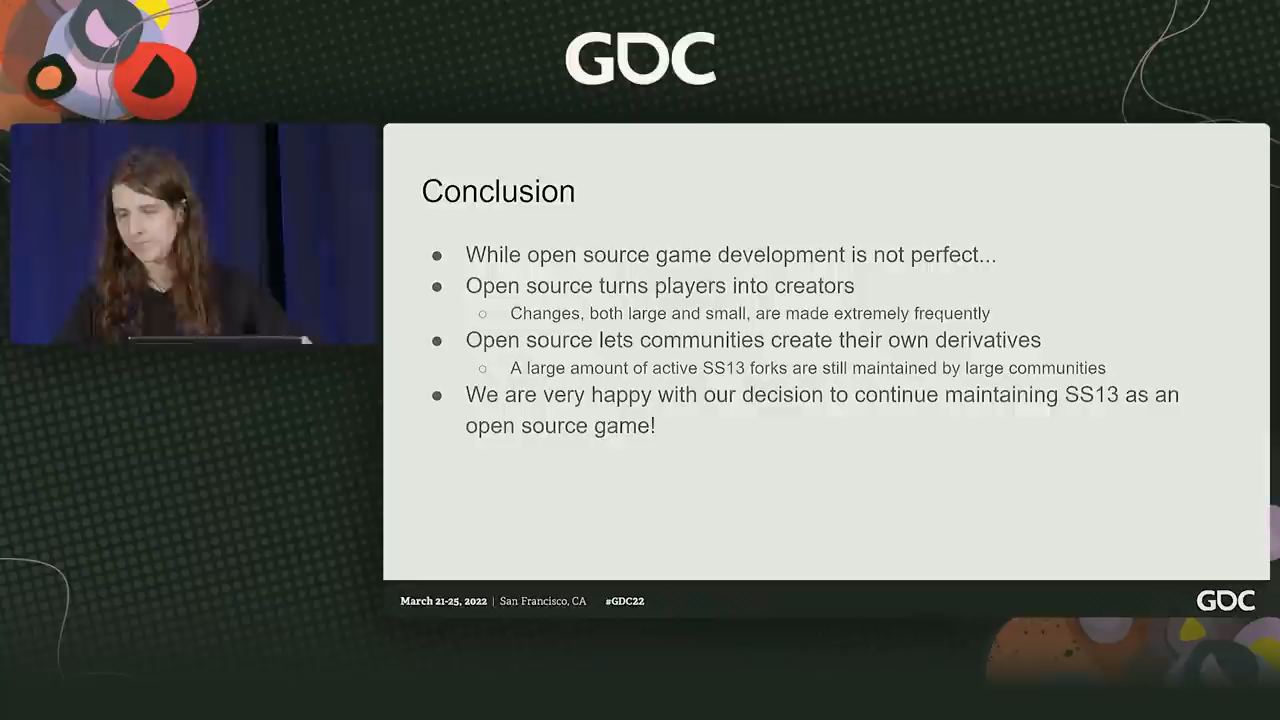 GDC
Conclusion
● While open source game development is not perfect...
● Open source turns players into creators
○ Changes, both large and small, are made extremely frequently
● Open source lets communities create their own derivatives
○ A large amount of active SS13 forks are still maintained by large communities
● We are very happy with our decision to continue maintaining SS13 as an
open source game!
March 21-25, 2022 | San Francisco, CA #GDC22
GDC